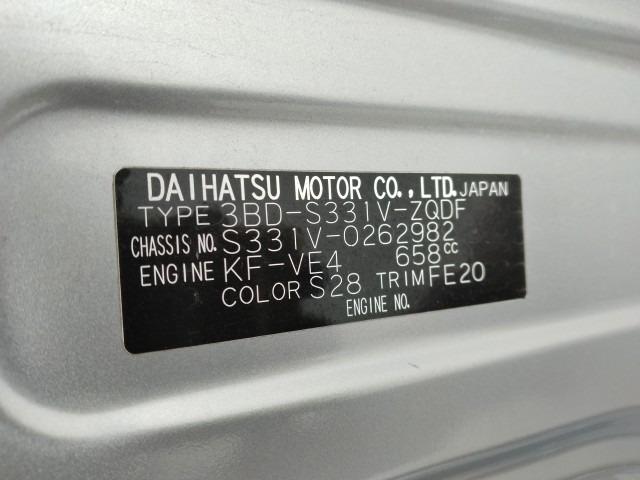 DAIHATSU MOTOR CO.,LTD. JAPAN
TYPE 3BD-S331V-ZQDF
CHASSIS NO. S331V-0262982
ENGINE KF-VE4 658cc
COLOR S28 TRIM FE20
ENGINE NO.